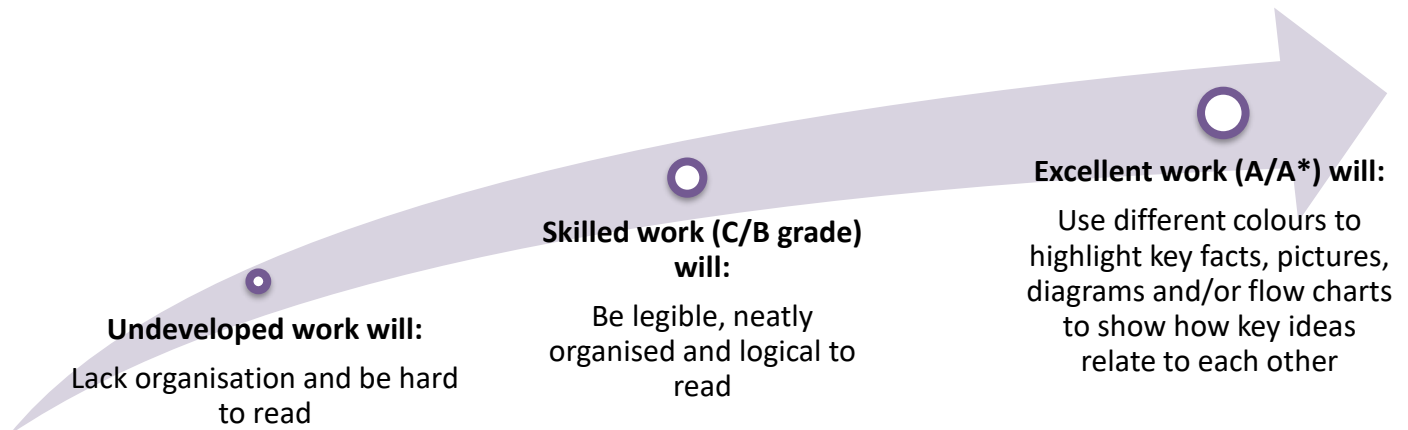 Undeveloped work will:
Lack organisation and be hard
to read
Skilled work (C/B grade)
will:
Be legible, neatly
organised and logical to
read
Excellent work (A/A*) will:
Use different colours to
highlight key facts, pictures,
diagrams and/or flow charts
to show how key ideas
relate to each other